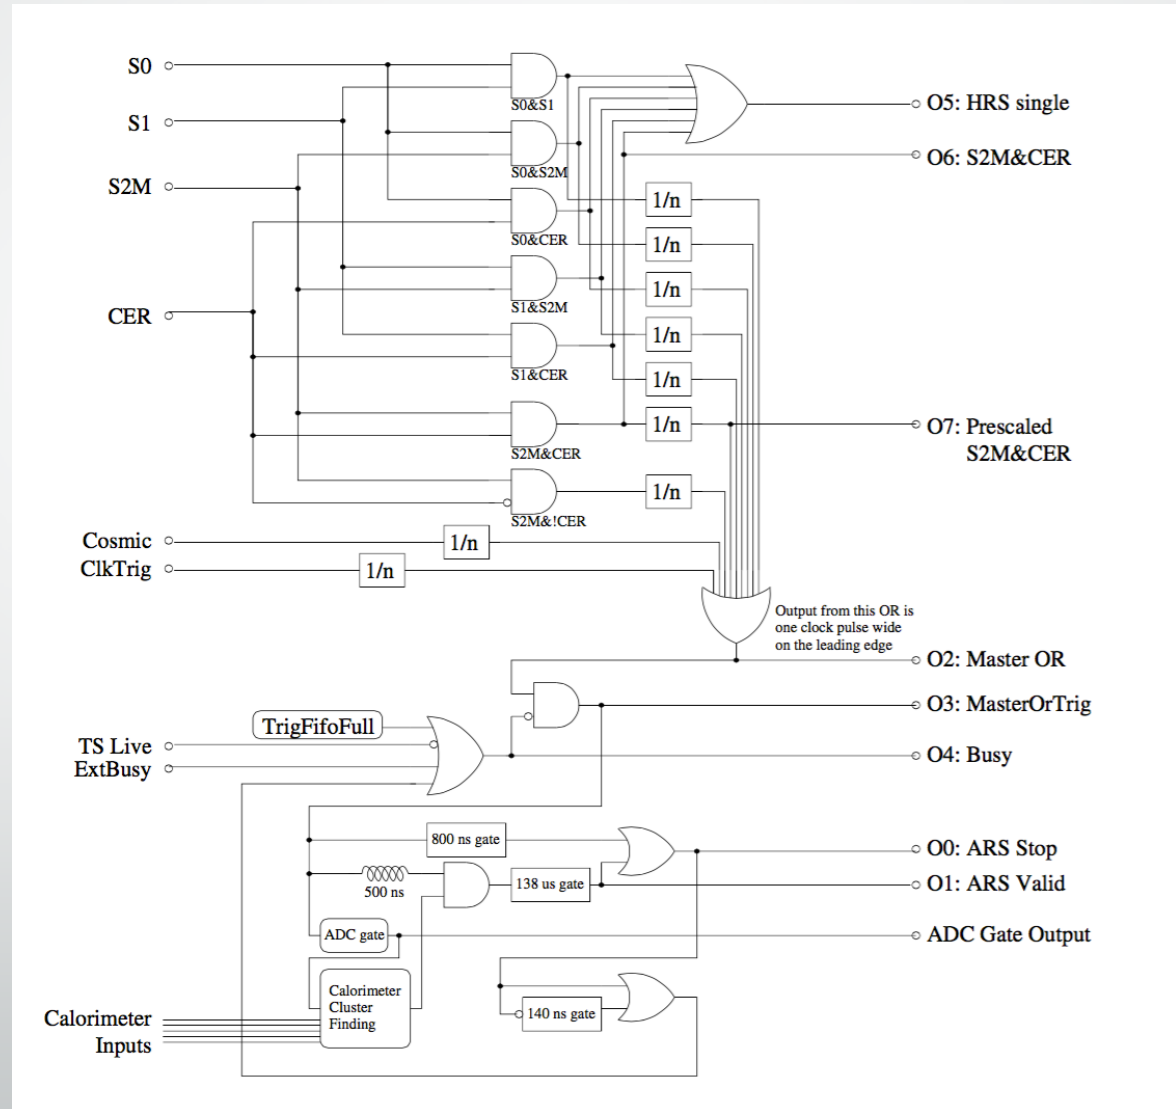 S0
S1
S2M
CER
S0&S1
S0&S2M
S0&CER
S1&S2M
S1&CER
S2M&CER
S2M&!CER
O5: HRS single
O6: S2M&CER
1/n
1/n
1/n
1/n
1/n
1/n
O7: Prescaled
S2M&CER
1/n
Cosmic
1/n
ClkTrig
1/n
Output from this OR is
one clock pulse wide
on the leading edge
O2: Master OR
O3: MasterOrTrig
TrigFifoFull
TS Live
ExtBusy
O4: Busy
800 ns gate
O0: ARS Stop
500 ns
138 us gate
O1: ARS Valid
ADC gate
ADC Gate Output
Calorimeter
Cluster
Finding
140 ns gate
Calorimeter
Inputs